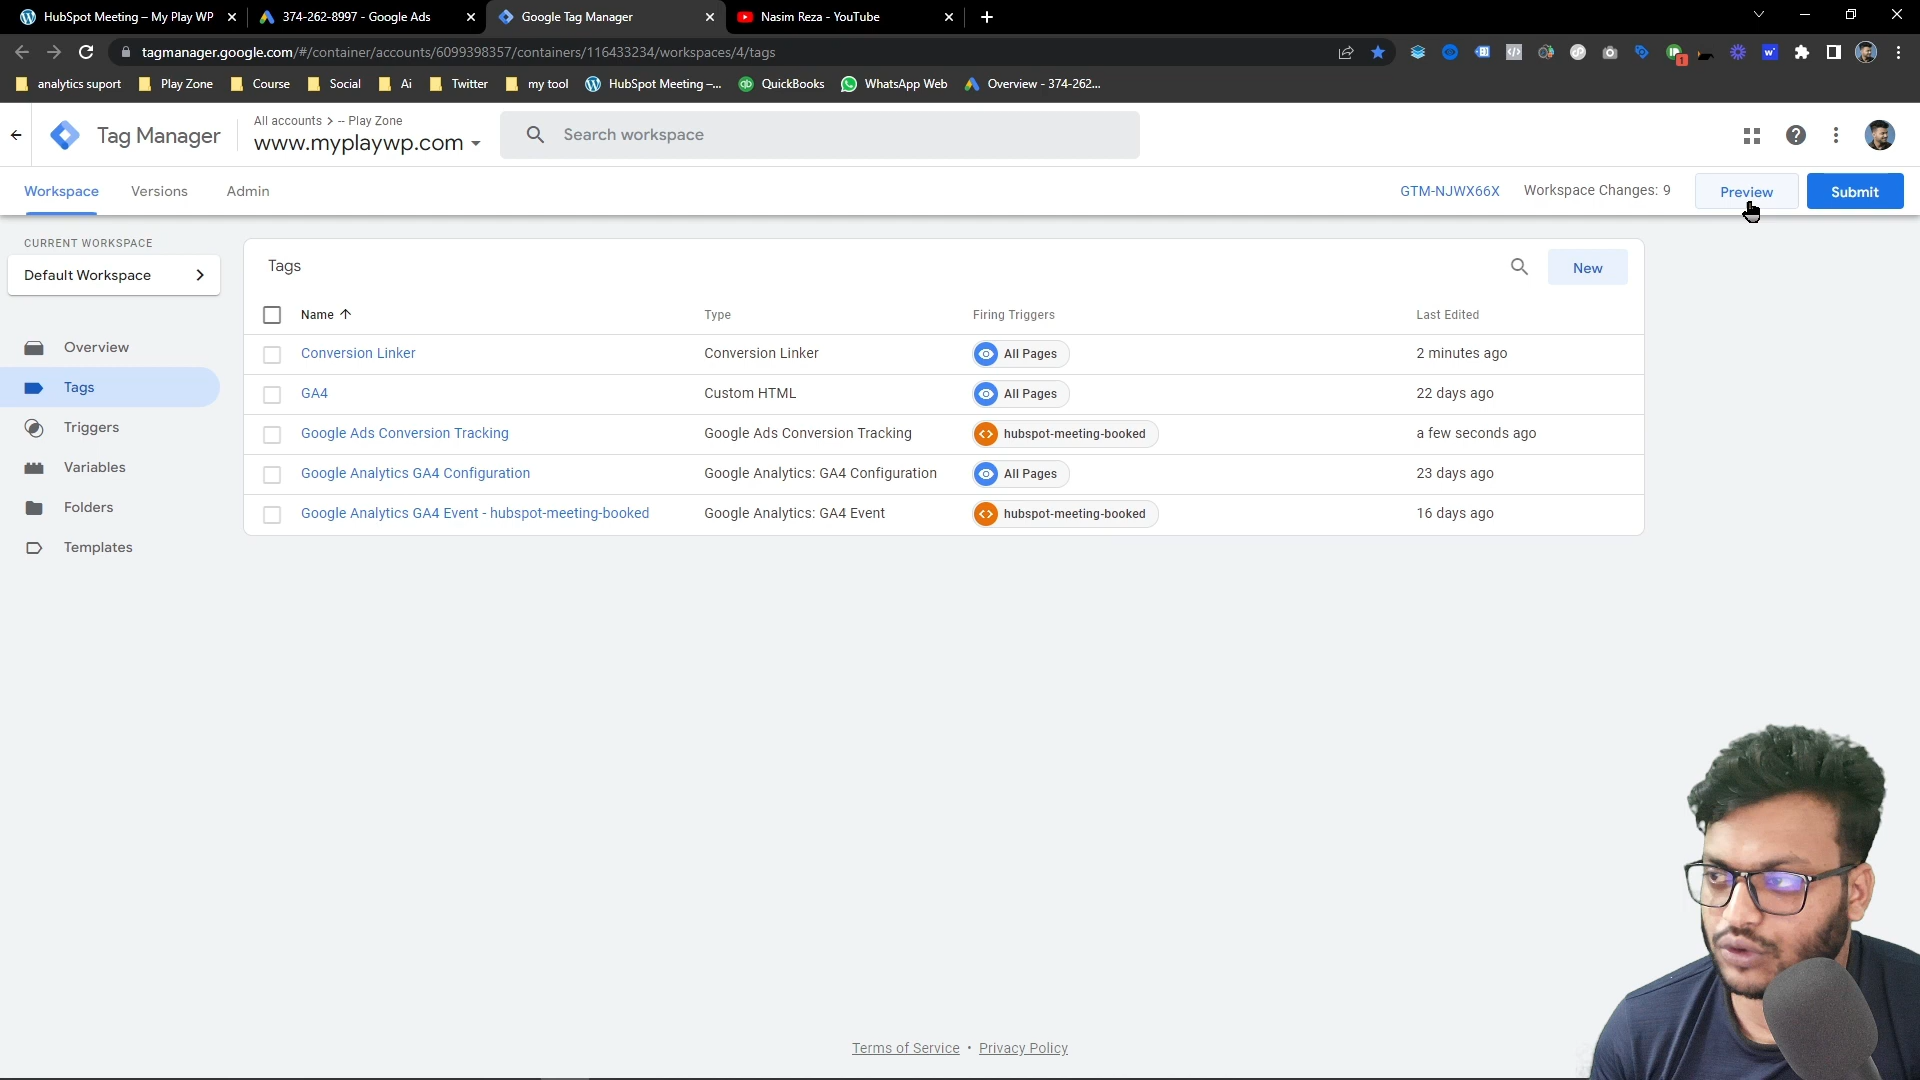 HubSpot Meeting – My Play WP
374-262-8997 - Google Ads
Google Tag Manager
Nasim Reza - YouTube
tagmanager.google.com/#/container/accounts/6099398357/containers/116433234/workspaces/4/tags
1
analytics suport
Play Zone
Course
Social
Ai
Twitter
my tool
HubSpot Meeting –...
QuickBooks
WhatsApp Web
Overview - 374-262...
Tag Manager
All accounts > -- Play Zone
www.myplaywp.com
Search workspace
Workspace
Versions
Admin
GTM-NJWX66X
Workspace Changes: 9
Preview
Submit
CURRENT WORKSPACE
Default Workspace
Overview
Tags
Triggers
Variables
Folders
Templates
Tags
New
Name Type Firing Triggers Last Edited
Conversion Linker Conversion Linker All Pages 2 minutes ago
GA4 Custom HTML All Pages 22 days ago
Google Ads Conversion Tracking Google Ads Conversion Tracking hubspot-meeting-booked a few seconds ago
Google Analytics GA4 Configuration Google Analytics: GA4 Configuration All Pages 23 days ago
Google Analytics GA4 Event - hubspot-meeting-booked Google Analytics: GA4 Event hubspot-meeting-booked 16 days ago
Terms of Service • Privacy Policy